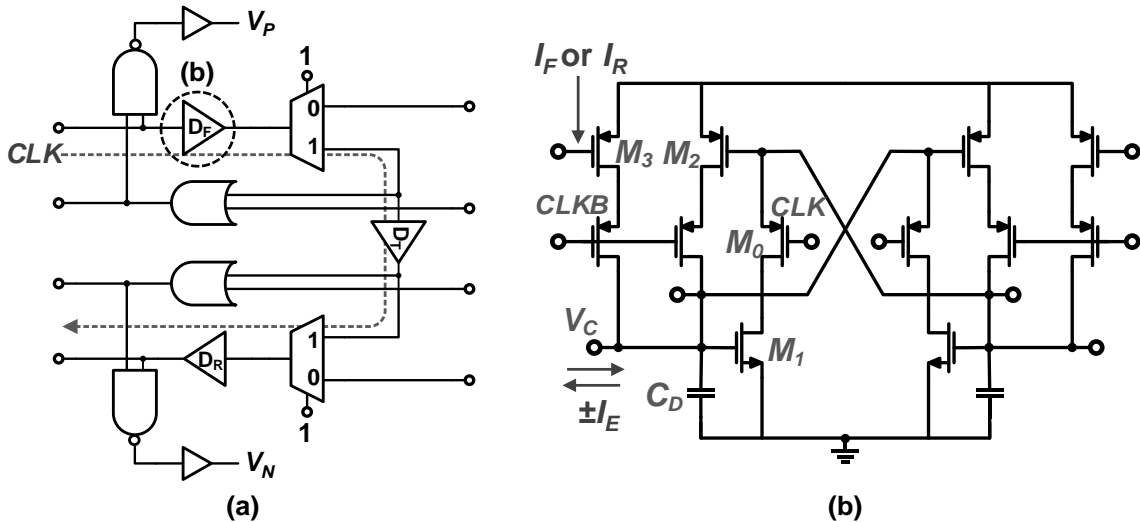 V_P
(b)
1
D_F
0
1
CLK
D_T
1
D_R
0
1
V_N
(a)
I_F or I_R
M_3
M_2
CLKB
CLK
M_0
V_C
M_1
C_D
±I_E
(b)